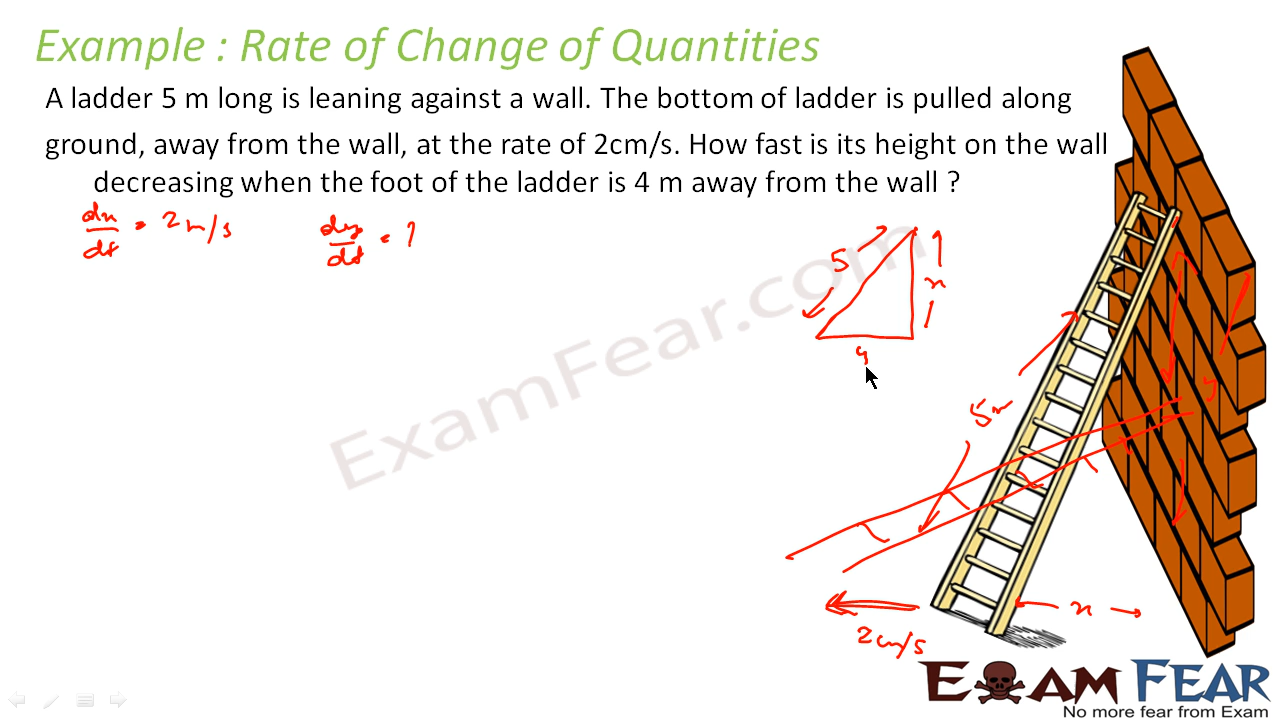 Example : Rate of Change of Quantities
A ladder 5 m long is leaning against a wall. The bottom of ladder is pulled along
ground, away from the wall, at the rate of 2cm/s. How fast is its height on the wall
decreasing when the foot of the ladder is 4 m away from the wall ?
dx/dt = 2 m/s dy/dt = ?
5 x
y
ExamFear.com
5m y
x
2cm/s
EXAM FEAR
No more fear from Exam